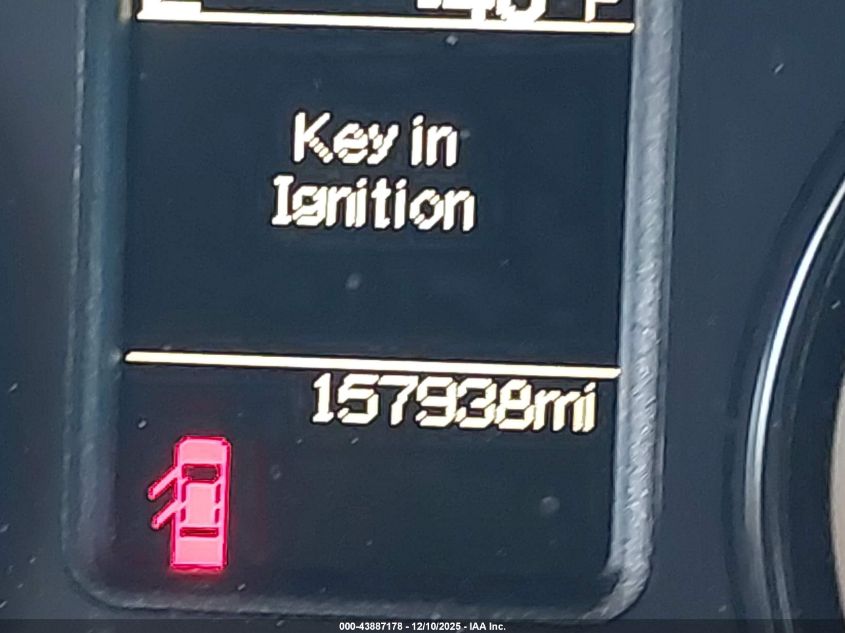 Key in
Ignition
157938mi
000-43887178 - 12/10/2025 - IAA Inc.